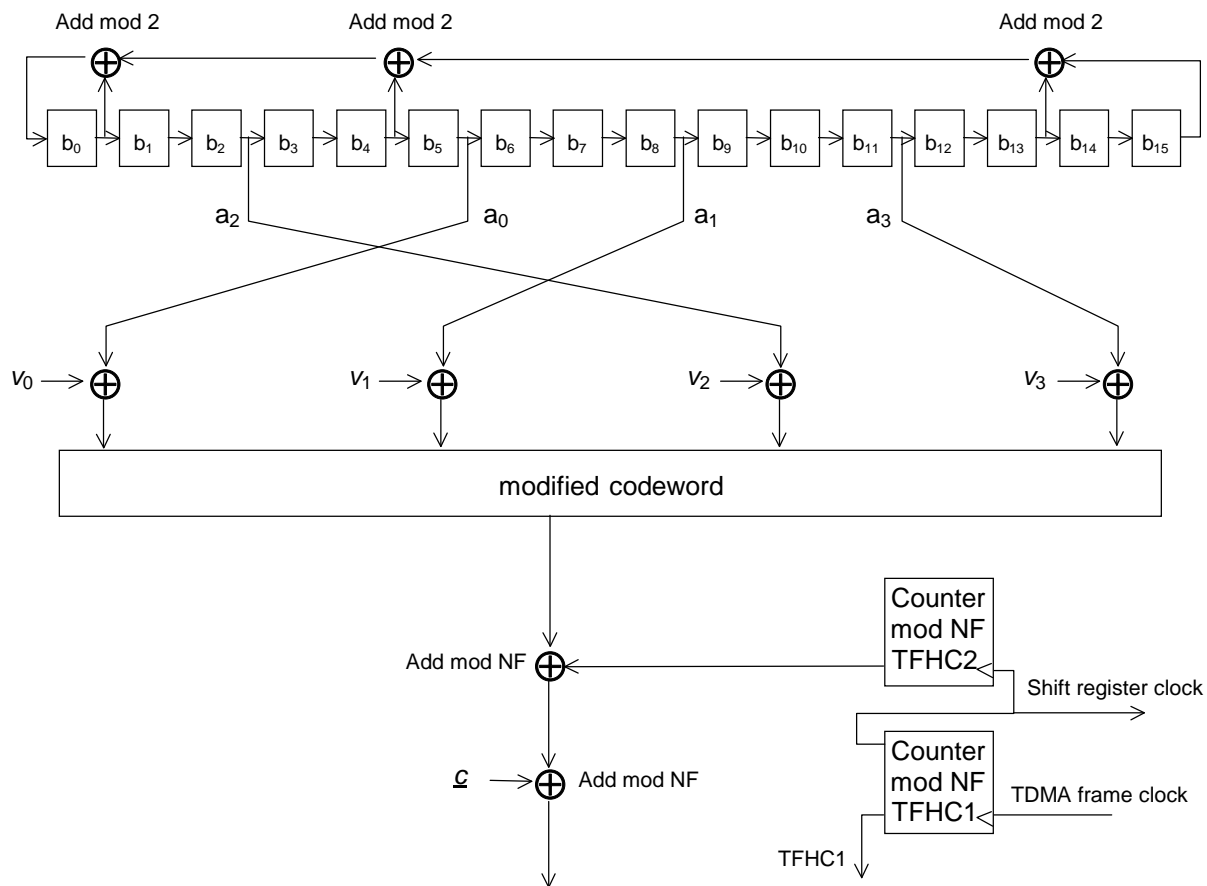 Add mod 2
Add mod 2
Add mod 2
b₀ b₁ b₂ b₃ b₄ b₅ b₆ b₇ b₈ b₉ b₁₀ b₁₁ b₁₂ b₁₃ b₁₄ b₁₅
a₂ a₀ a₁ a₃
v₀ v₁ v₂ v₃
modified codeword
Counter
mod NF
TFHC2
Add mod NF
Shift register clock
Counter
mod NF
TFHC1
c
Add mod NF
TDMA frame clock
TFHC1